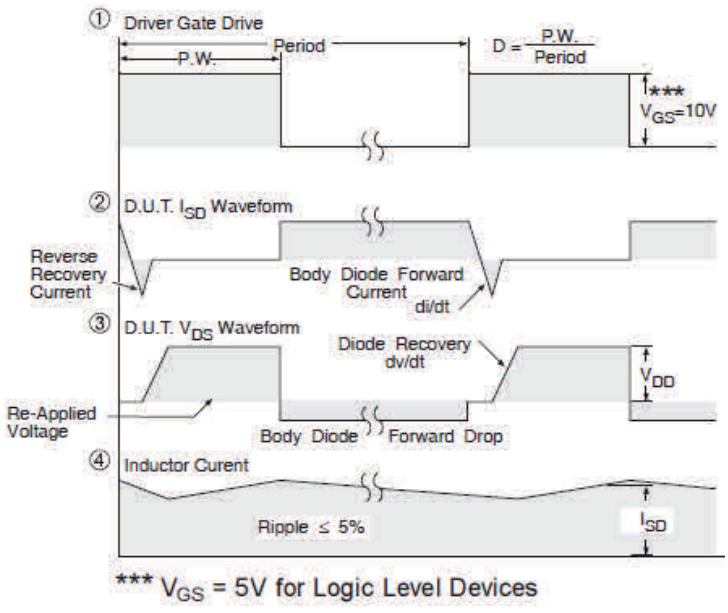 ① Driver Gate Drive
Period
P.W.
D = P.W.
Period
***
VGS=10V
② D.U.T. ISD Waveform
Reverse
Recovery
Current
Body Diode Forward
Current
di/dt
③ D.U.T. VDS Waveform
Diode Recovery
dv/dt
VDD
Re-Applied
Voltage
Body Diode Forward Drop
④ Inductor Curent
Ripple ≤ 5%
ISD
*** VGS = 5V for Logic Level Devices